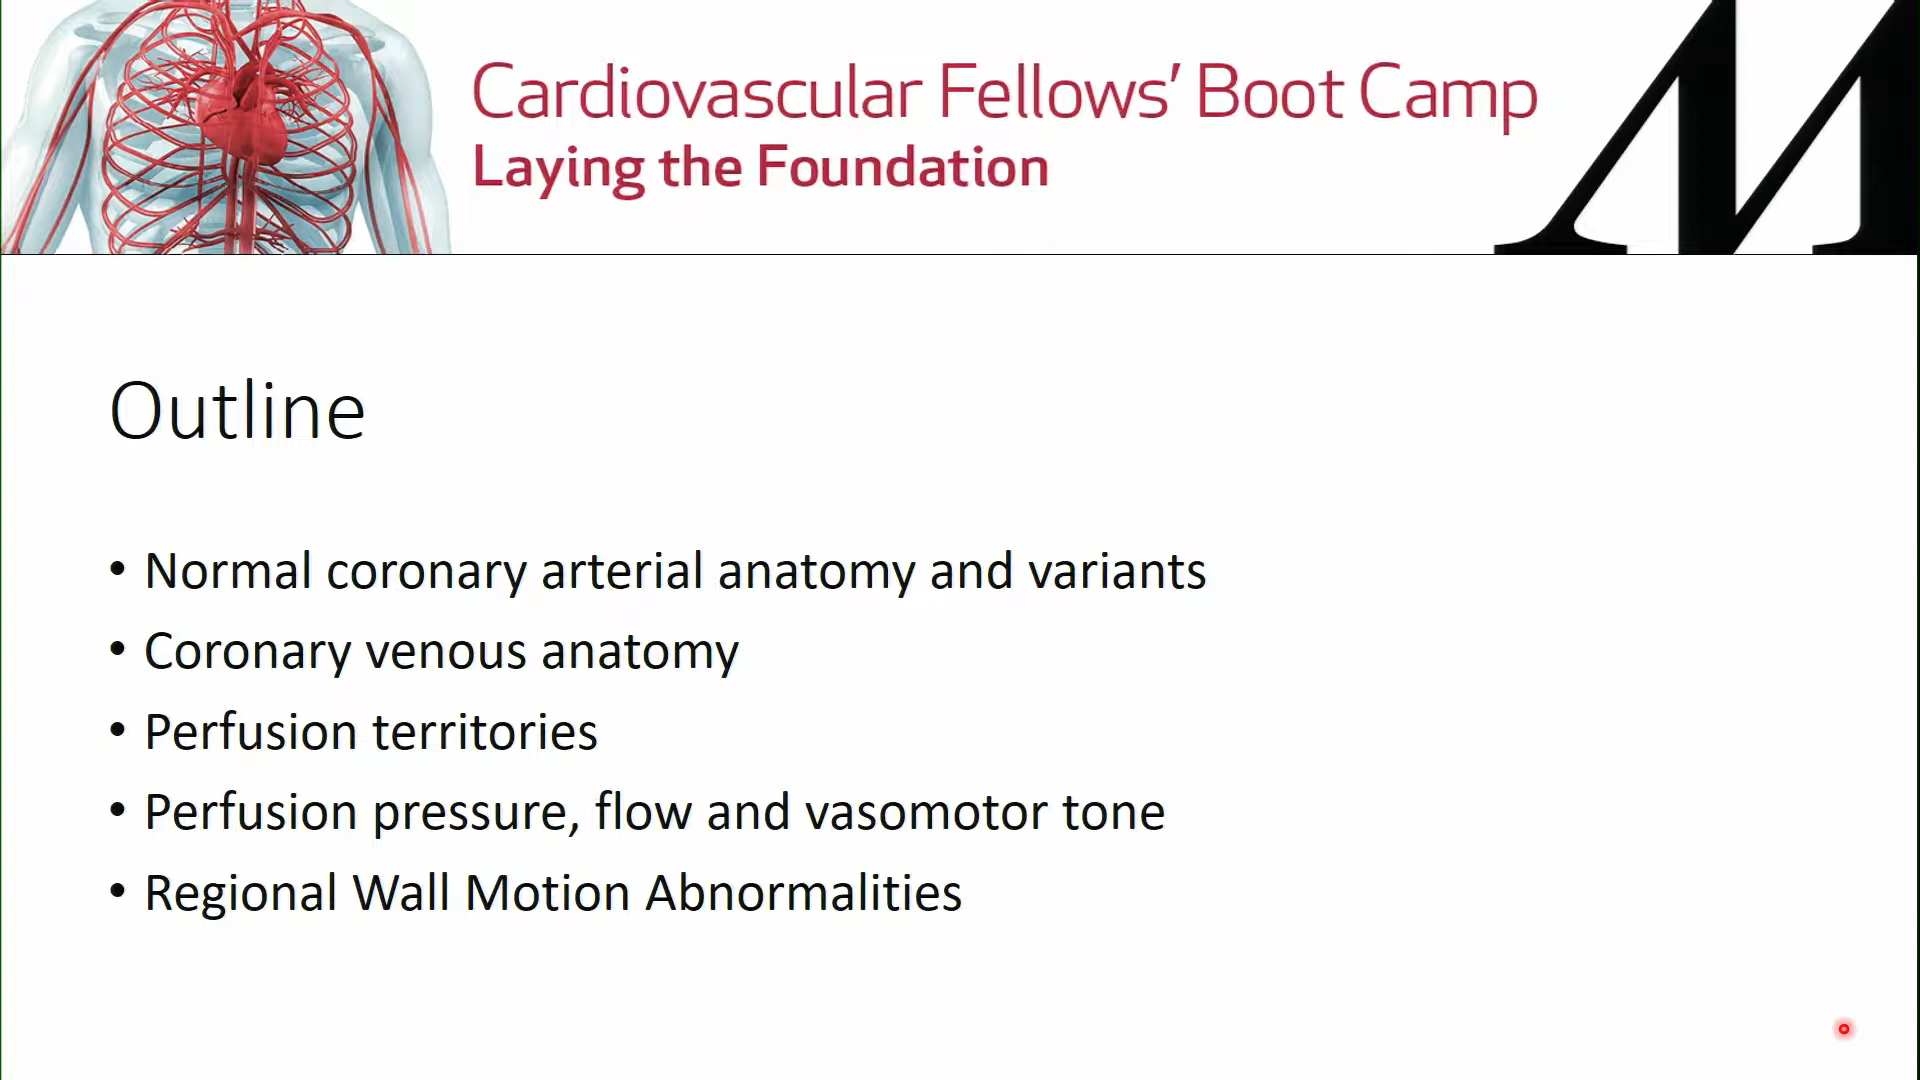 Cardiovascular Fellows' Boot Camp
Laying the Foundation
M
Outline
• Normal coronary arterial anatomy and variants
• Coronary venous anatomy
• Perfusion territories
• Perfusion pressure, flow and vasomotor tone
• Regional Wall Motion Abnormalities